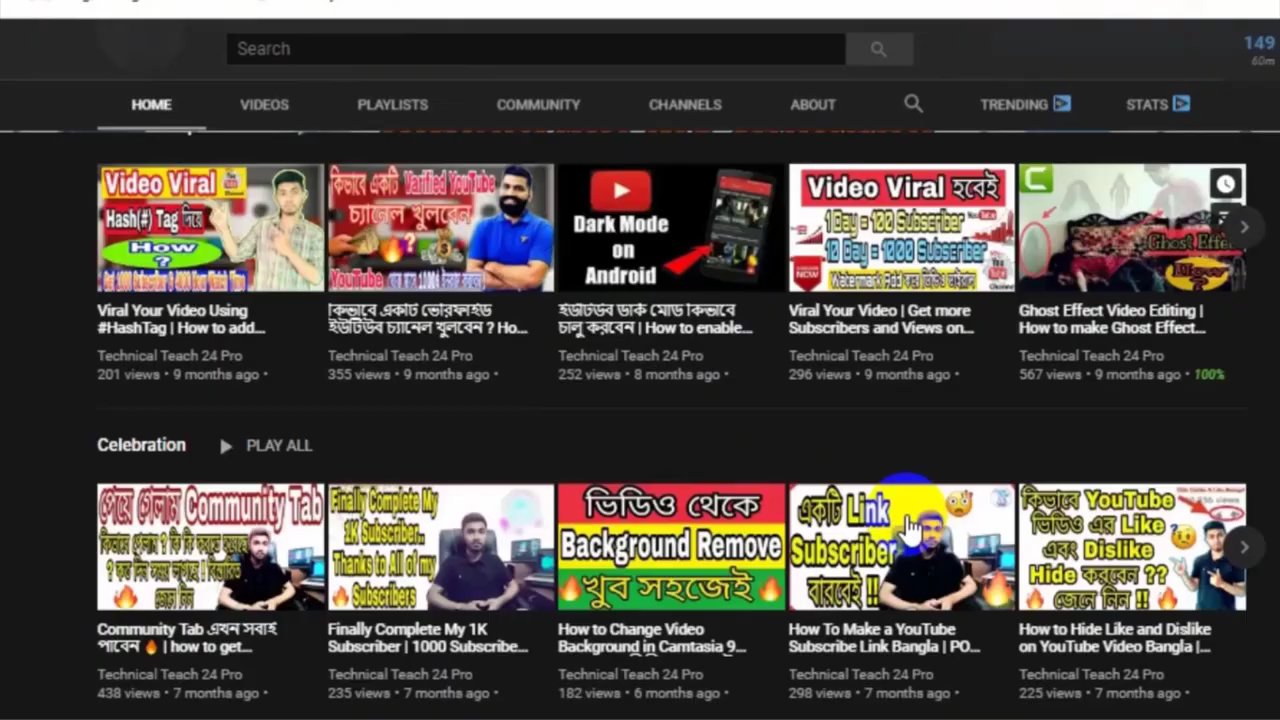 Search
149
60m
HOME
VIDEOS
PLAYLISTS
COMMUNITY
CHANNELS
ABOUT
TRENDING
STATS
Video Viral
Hash(#) Tag দিয়ে
How
?
কিভাবে একটি Varified YouTube
চ্যানেল খুলবেন
Dark Mode
on
Android
Video Viral হবেই
1 Day = 100 Subscriber
10 Day = 1000 Subscriber
Ghost Effe
How
?
Viral Your Video Using
#HashTag | How to add...
Technical Teach 24 Pro
201 views • 9 months ago •
কিভাবে একটি ভেরিফাইড
ইউটিউব চ্যানেল খুলবেন ? Ho...
Technical Teach 24 Pro
355 views • 9 months ago •
ইউটিউব ডার্ক মোড কিভাবে
চালু করবেন | How to enable...
Technical Teach 24 Pro
252 views • 8 months ago •
Viral Your Video | Get more
Subscribers and Views on...
Technical Teach 24 Pro
296 views • 9 months ago •
Ghost Effect Video Editing |
How to make Ghost Effect...
Technical Teach 24 Pro
567 views • 9 months ago • 100%
Celebration
PLAY ALL
পেয়ে গেলাম Community Tab
জেনে নিন
Finally Complete My
1K Subscriber..
Thanks to All of my
Subscribers
ভিডিও থেকে
Background Remove
খুব সহজেই
একটি Link
Subscriber
বারবেই !!
কিভাবে YouTube
ভিডিও এর Like
এবং Dislike
Hide করবেন ??
জেনে নিন !!
Community Tab এখন সবাই
পাবেন | how to get...
Technical Teach 24 Pro
438 views • 7 months ago •
Finally Complete My 1K
Subscriber | 1000 Subscribe...
Technical Teach 24 Pro
235 views • 7 months ago •
How to Change Video
Background in Camtasia 9...
Technical Teach 24 Pro
182 views • 6 months ago •
How To Make a YouTube
Subscribe Link Bangla | PO...
Technical Teach 24 Pro
298 views • 7 months ago •
How to Hide Like and Dislike
on YouTube Video Bangla |...
Technical Teach 24 Pro
225 views • 7 months ago •